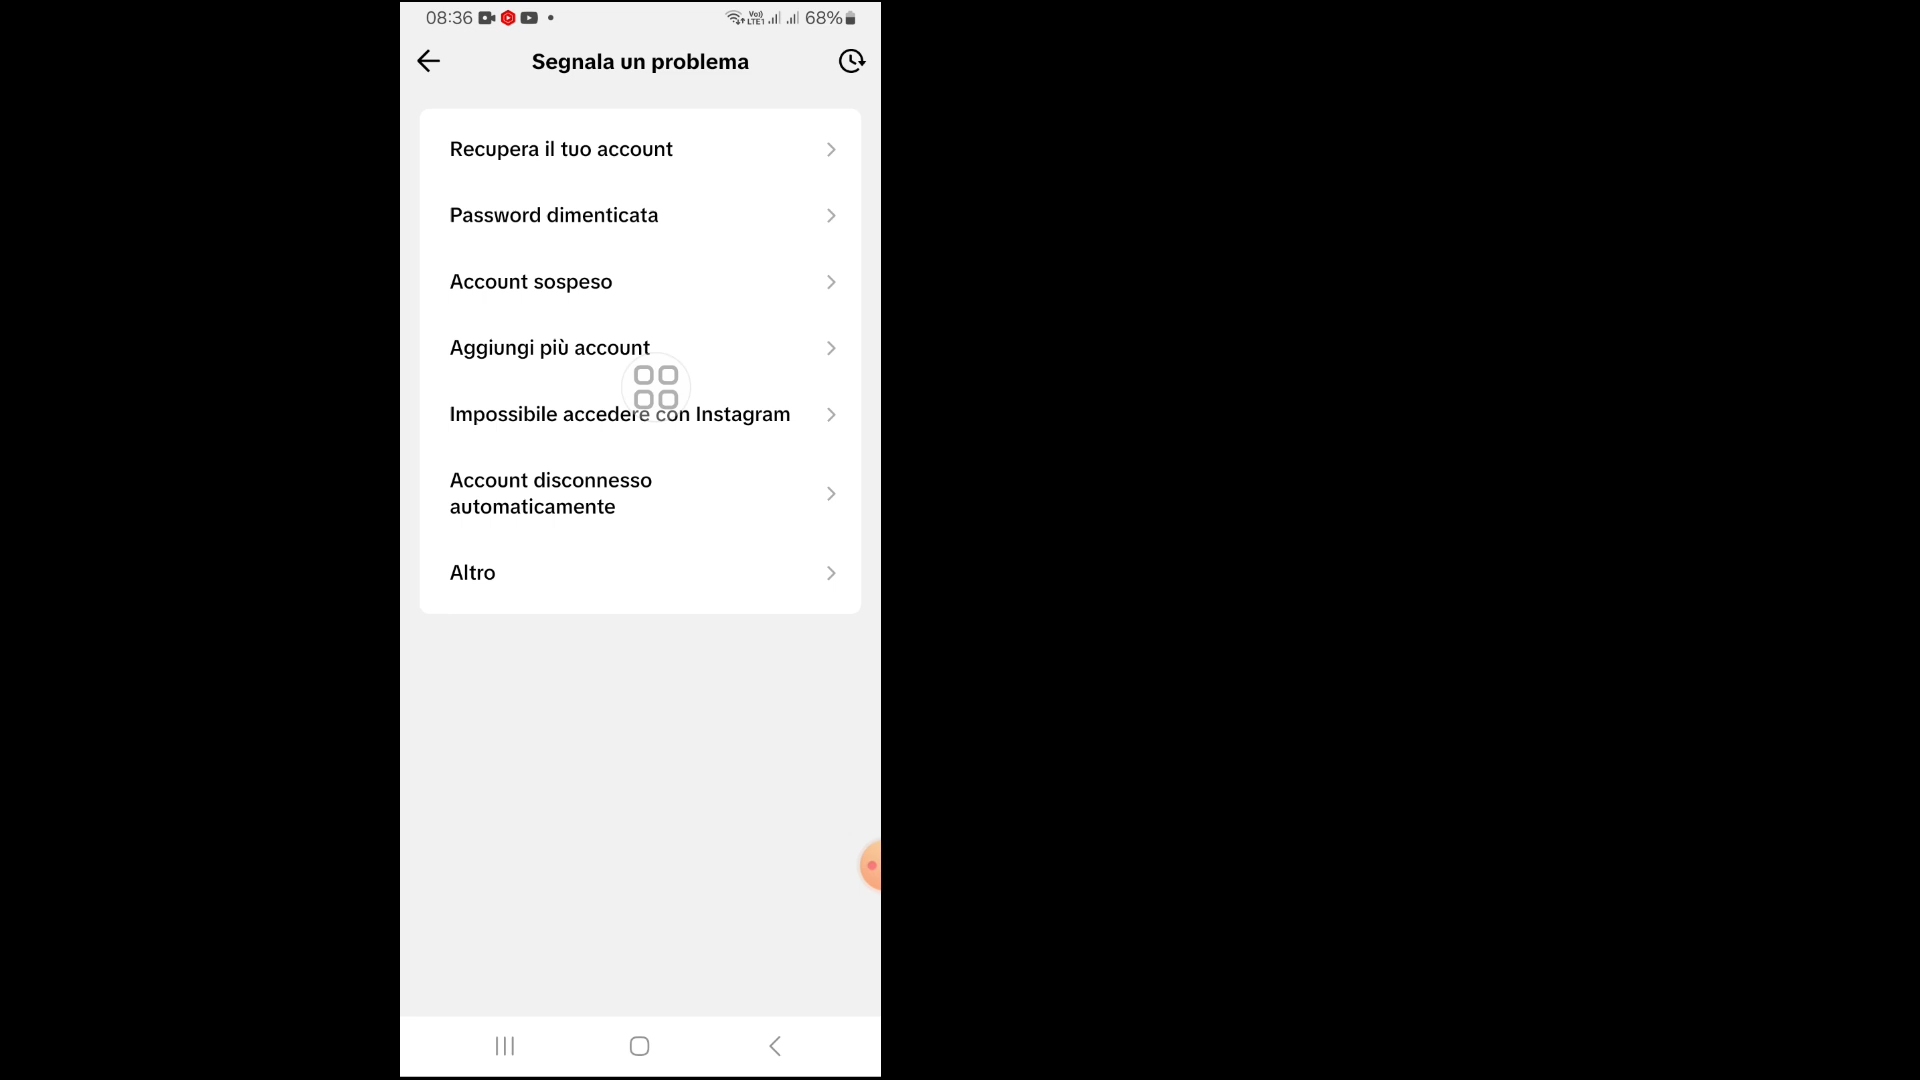 08:36 68%
Segnala un problema
Recupera il tuo account
Password dimenticata
Account sospeso
Aggiungi più account
Impossibile accedere con Instagram
Account disconnesso
automaticamente
Altro